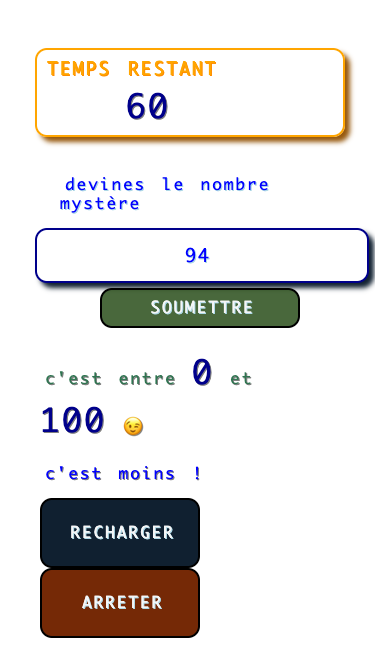 TEMPS RESTANT
60
devines le nombre
mystère
94
SOUMETTRE
c'est entre 0 et
100 😉
c'est moins !
RECHARGER
ARRETER